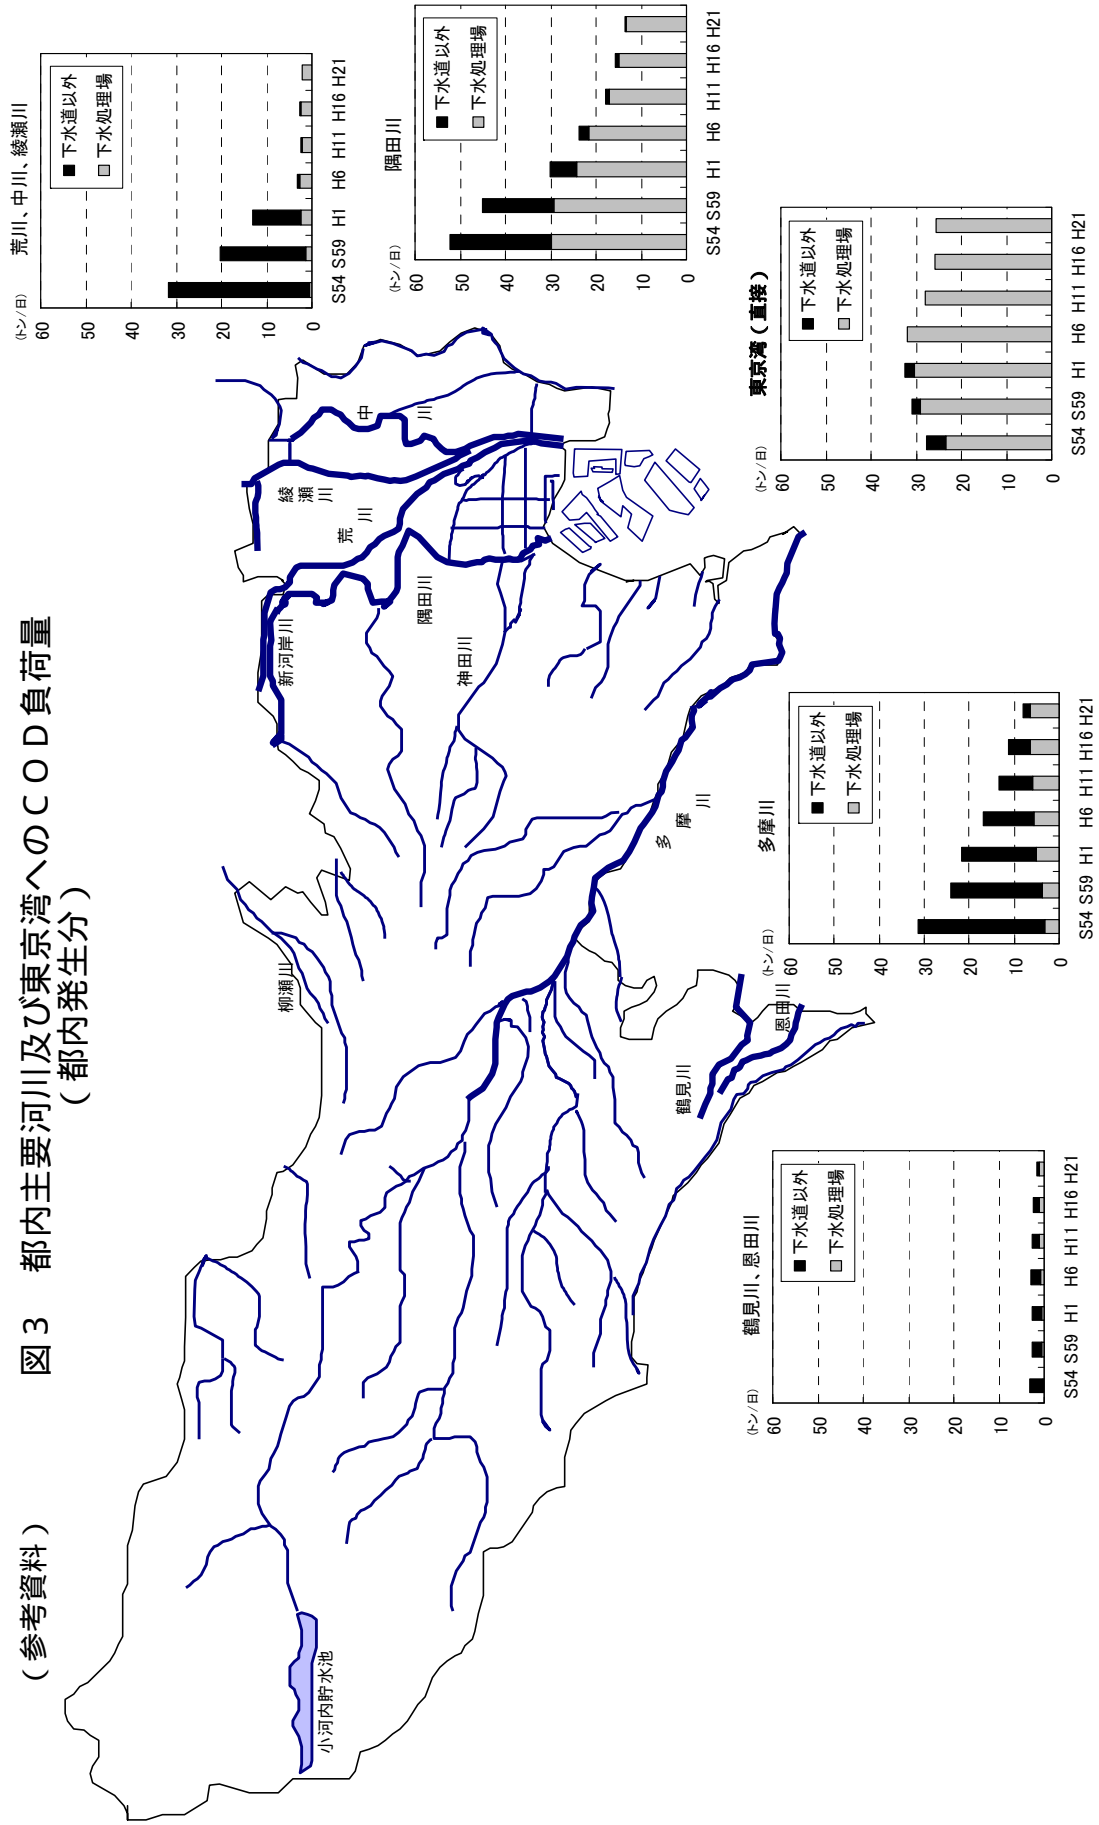 （参考資料）
図３　都内主要河川及び東京湾へのＣＯＤ負荷量
（都内発生分）
荒川、中川、綾瀬川
(トン/日)
60
50
40
30
20
10
0
■下水道以外
□下水処理場
S54 S59 H1 H6 H11 H16 H21
隅田川
(トン/日)
60
50
40
30
20
10
0
■下水道以外
□下水処理場
S54 S59 H1 H6 H11 H16 H21
東京湾（直接）
(トン/日)
60
50
40
30
20
10
0
■下水道以外
□下水処理場
S54 S59 H1 H6 H11 H16 H21
多摩川
(トン/日)
60
50
40
30
20
10
0
■下水道以外
□下水処理場
S54 S59 H1 H6 H11 H16 H21
鶴見川、恩田川
(トン/日)
60
50
40
30
20
10
0
■下水道以外
□下水処理場
S54 S59 H1 H6 H11 H16 H21
小河内貯水池
柳瀬川
新河岸川
綾瀬川
中川
荒川
隅田川
神田川
多摩川
鶴見川
恩田川